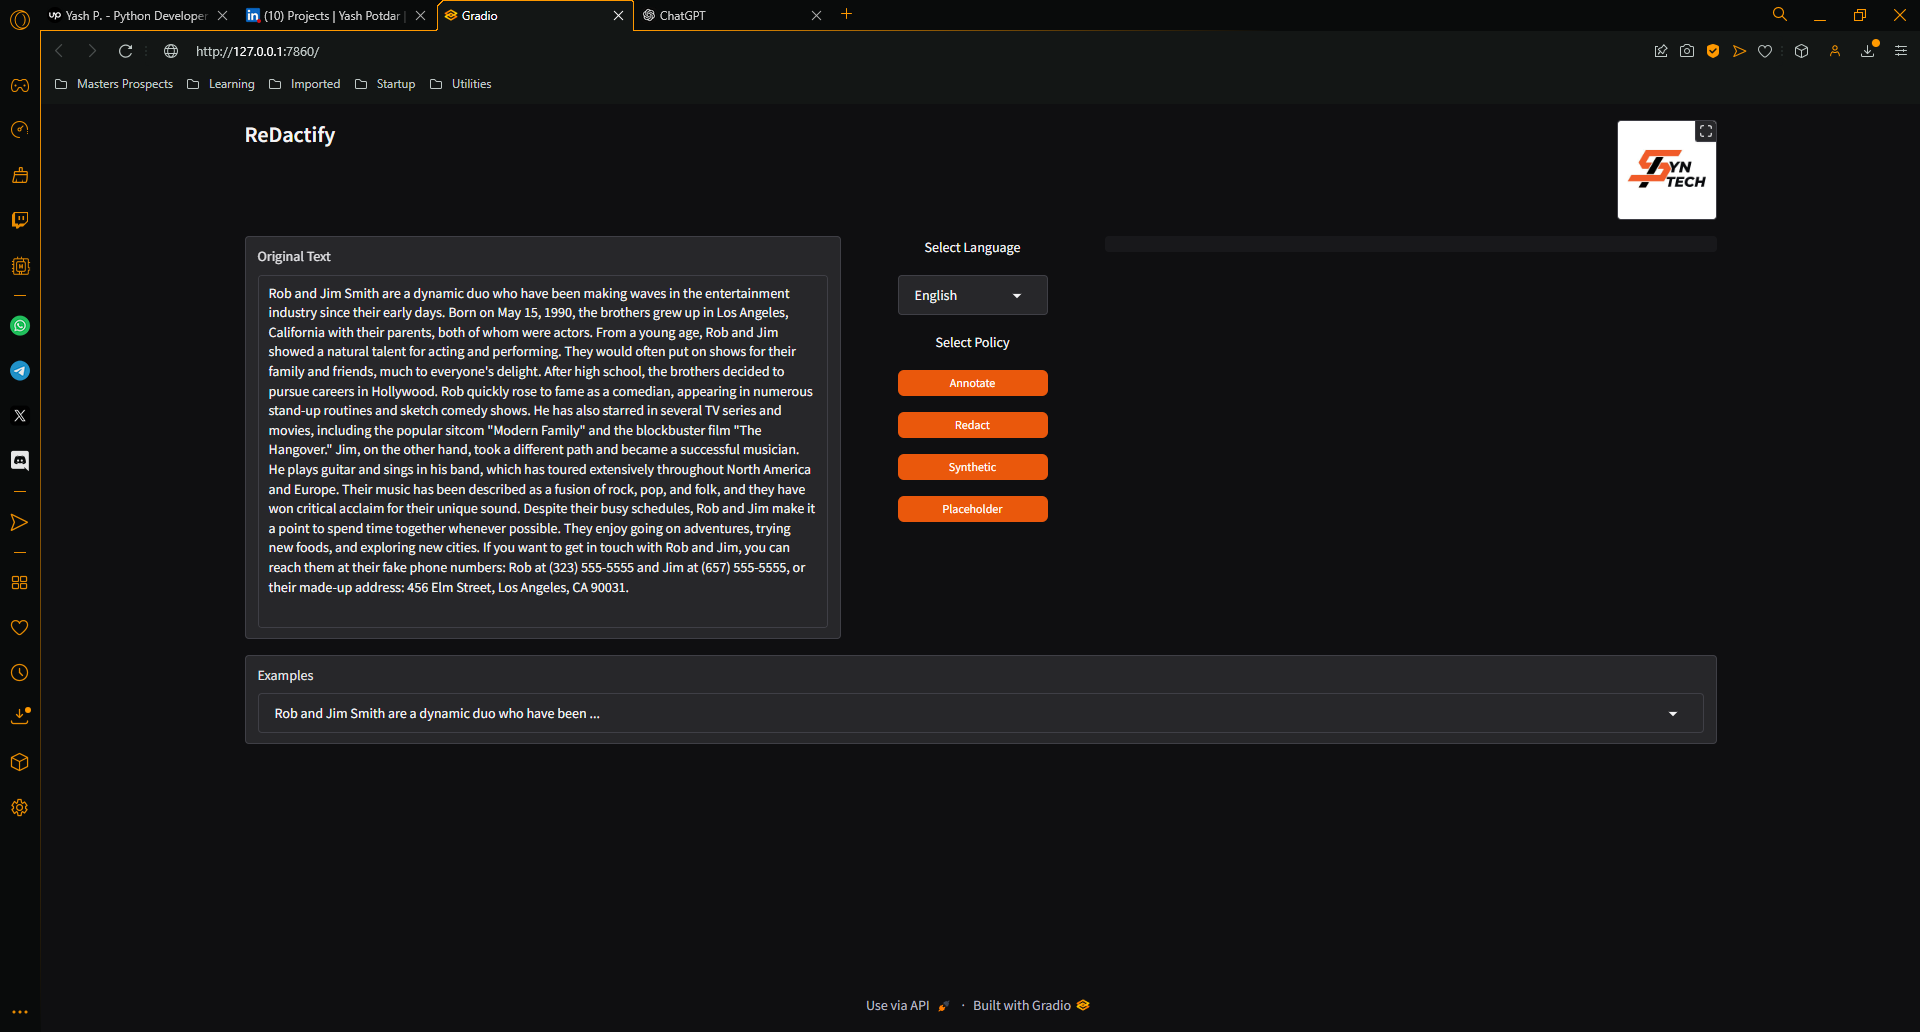 Yash P. - Python Developer
(10) Projects | Yash Potdar |
Gradio
ChatGPT
http://127.0.0.1:7860/
Masters Prospects
Learning
Imported
Startup
Utilities
ReDactify
SYN
TECH
Original Text
Rob and Jim Smith are a dynamic duo who have been making waves in the entertainment
industry since their early days. Born on May 15, 1990, the brothers grew up in Los Angeles,
California with their parents, both of whom were actors. From a young age, Rob and Jim
showed a natural talent for acting and performing. They would often put on shows for their
family and friends, much to everyone's delight. After high school, the brothers decided to
pursue careers in Hollywood. Rob quickly rose to fame as a comedian, appearing in numerous
stand-up routines and sketch comedy shows. He has also starred in several TV series and
movies, including the popular sitcom "Modern Family" and the blockbuster film "The
Hangover." Jim, on the other hand, took a different path and became a successful musician.
He plays guitar and sings in his band, which has toured extensively throughout North America
and Europe. Their music has been described as a fusion of rock, pop, and folk, and they have
won critical acclaim for their unique sound. Despite their busy schedules, Rob and Jim make it
a point to spend time together whenever possible. They enjoy going on adventures, trying
new foods, and exploring new cities. If you want to get in touch with Rob and Jim, you can
reach them at their fake phone numbers: Rob at (323) 555-5555 and Jim at (657) 555-5555, or
their made-up address: 456 Elm Street, Los Angeles, CA 90031.
Select Language
English
Select Policy
Annotate
Redact
Synthetic
Placeholder
Examples
Rob and Jim Smith are a dynamic duo who have been ...
Use via API · Built with Gradio